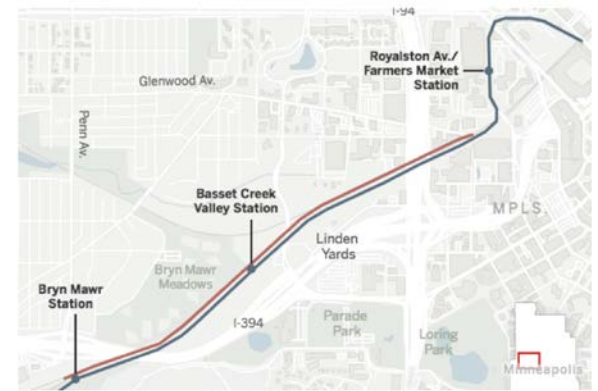 I-94
Royalston Av./
Farmers Market
Station
Glenwood Av.
Penn Av.
Basset Creek
Valley Station
MPLS.
Linden
Yards
Bryn Mawr
Meadows
Bryn Mawr
Station
I-394
Parade
Park
Loring
Park
Minneapolis